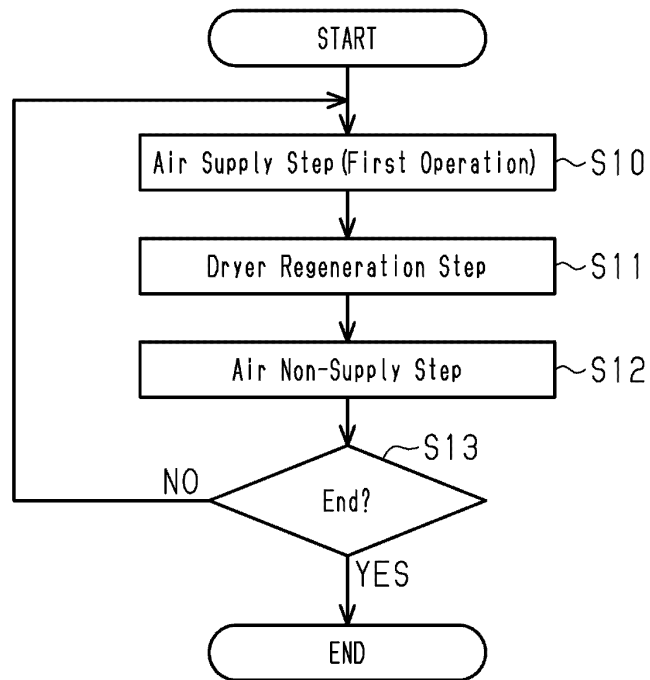 START
Air Supply Step(First Operation) S10
Dryer Regeneration Step S11
Air Non-Supply Step S12
S13
NO
End?
YES
END